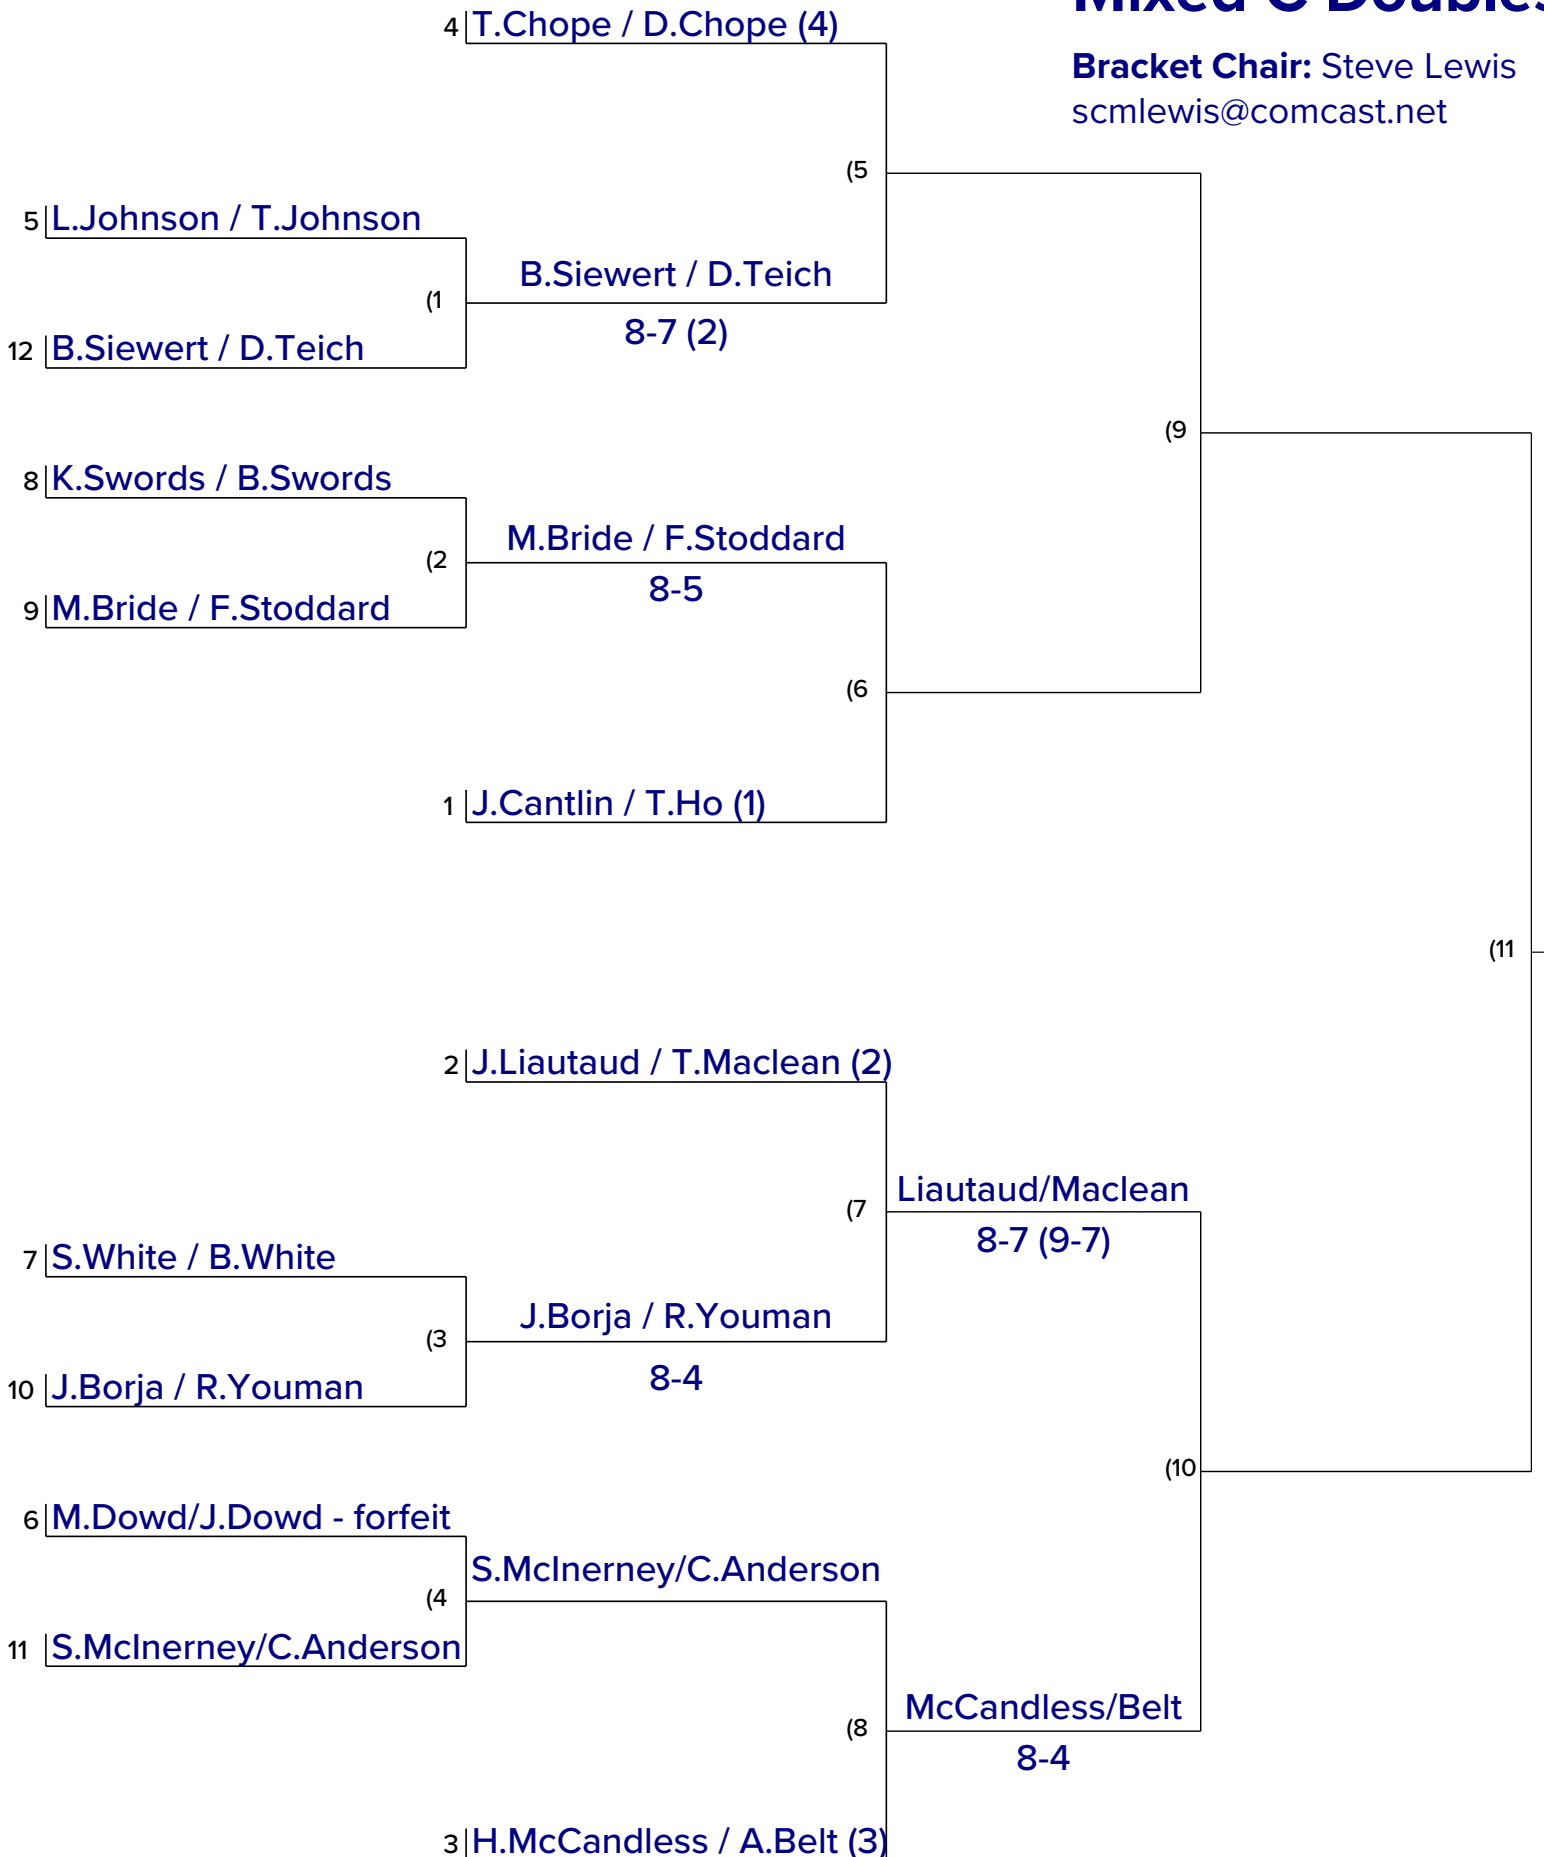 Mixed C Doubles
4 T.Chope / D.Chope (4)
Bracket Chair: Steve Lewis
scmlewis@comcast.net
(5
5 L.Johnson / T.Johnson
B.Siewert / D.Teich
(1
8-7 (2)
12 B.Siewert / D.Teich
(9
8 K.Swords / B.Swords
M.Bride / F.Stoddard
(2
8-5
9 M.Bride / F.Stoddard
(6
1 J.Cantlin / T.Ho (1)
(11
2 J.Liautaud / T.Maclean (2)
Liautaud/Maclean
(7
8-7 (9-7)
7 S.White / B.White
J.Borja / R.Youman
(3
8-4
10 J.Borja / R.Youman
(10
6 M.Dowd/J.Dowd - forfeit
S.McInerney/C.Anderson
(4
11 S.McInerney/C.Anderson
McCandless/Belt
(8
8-4
3 H.McCandless / A.Belt (3)